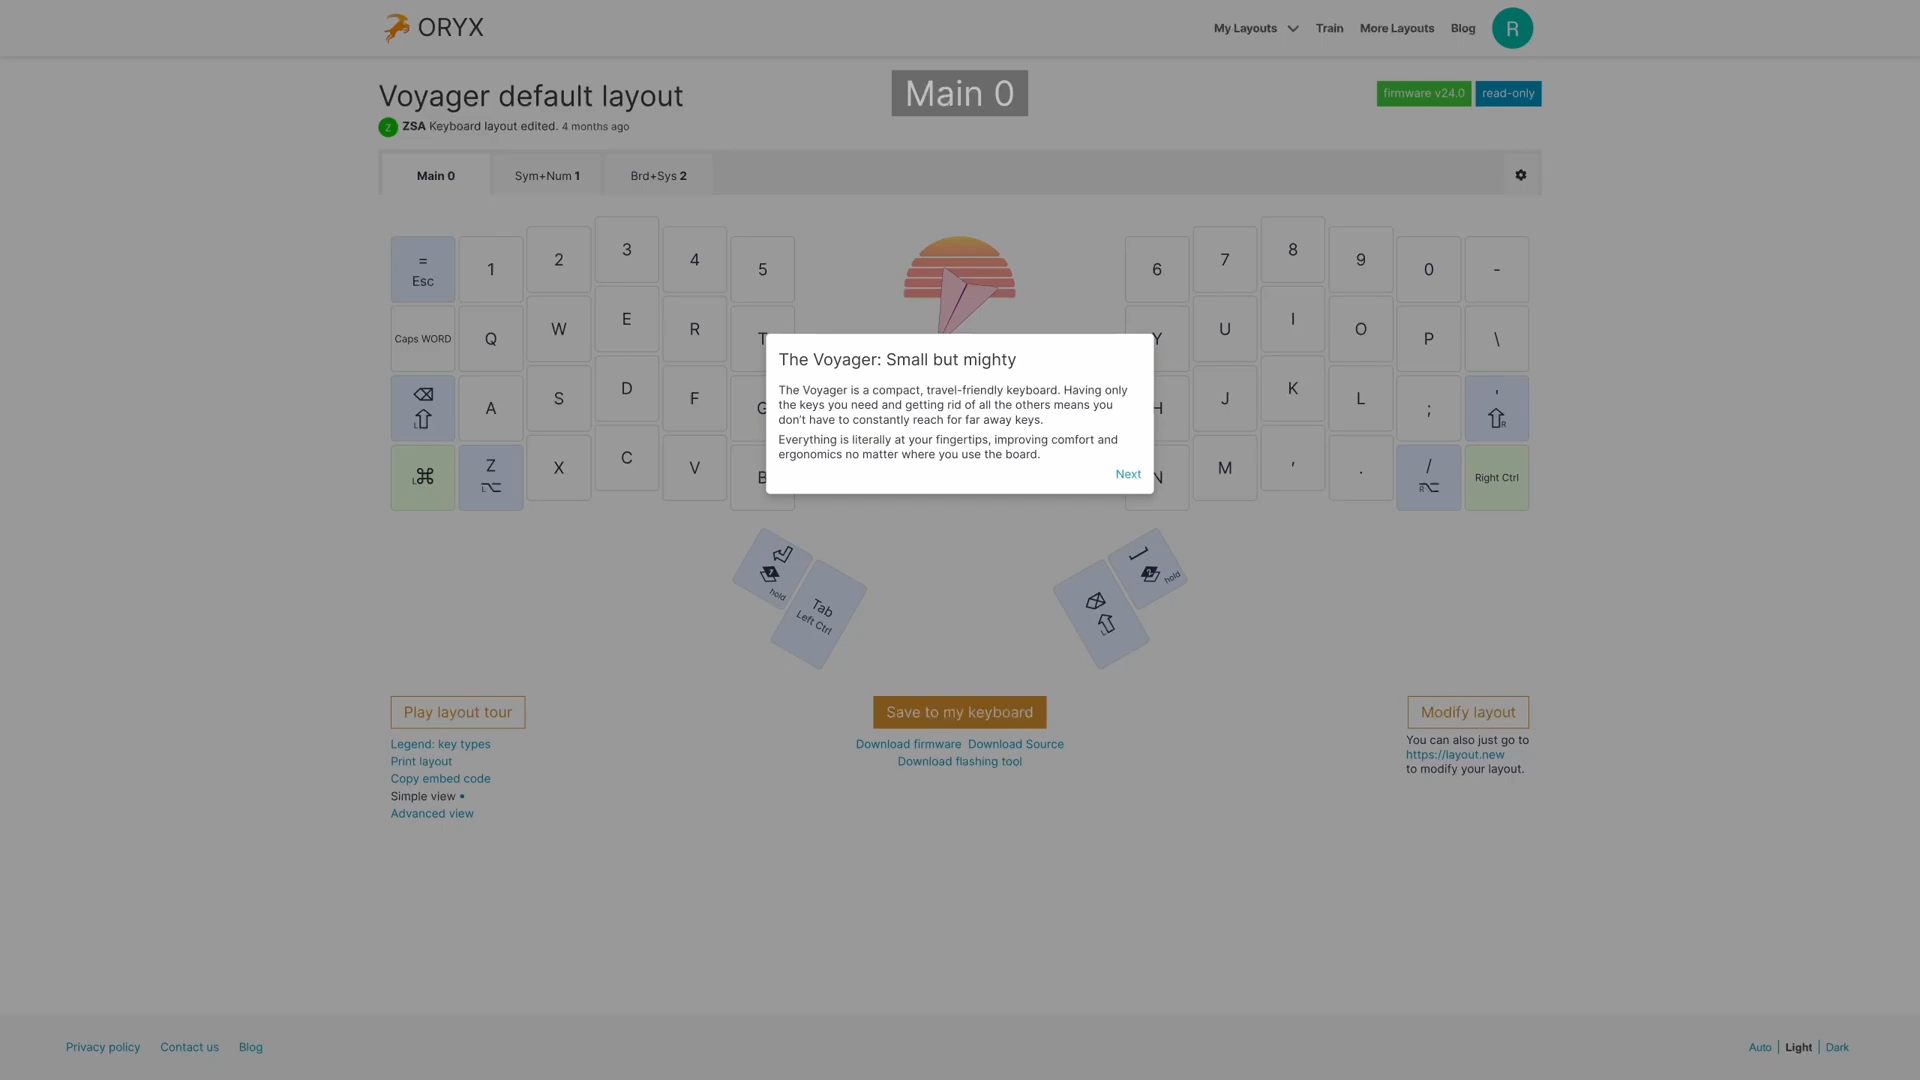 ORYX
My Layouts
Train
More Layouts
Blog
R
Voyager default layout
Main 0
firmware v24.0
read-only
Z
ZSA Keyboard layout edited. 4 months ago
Main 0
Sym+Num 1
Brd+Sys 2
=
Esc
1
2
3
4
5
6
7
8
9
0
-
Caps WORD
Q
W
E
R
T
Y
U
I
O
P
\
L
A
S
D
F
G
H
J
K
L
;
'
R
L
Z
L
X
C
V
B
N
M
,
.
/
R
Right Ctrl
The Voyager: Small but mighty
The Voyager is a compact, travel-friendly keyboard. Having only
the keys you need and getting rid of all the others means you
don’t have to constantly reach for far away keys.
Everything is literally at your fingertips, improving comfort and
ergonomics no matter where you use the board.
Next
1
hold
Tab
Left Ctrl
L
]
2
hold
Play layout tour
Save to my keyboard
Modify layout
Legend: key types
Print layout
Copy embed code
Simple view •
Advanced view
Download firmware Download Source
Download flashing tool
You can also just go to
https://layout.new
to modify your layout.
Privacy policy
Contact us
Blog
Auto | Light | Dark